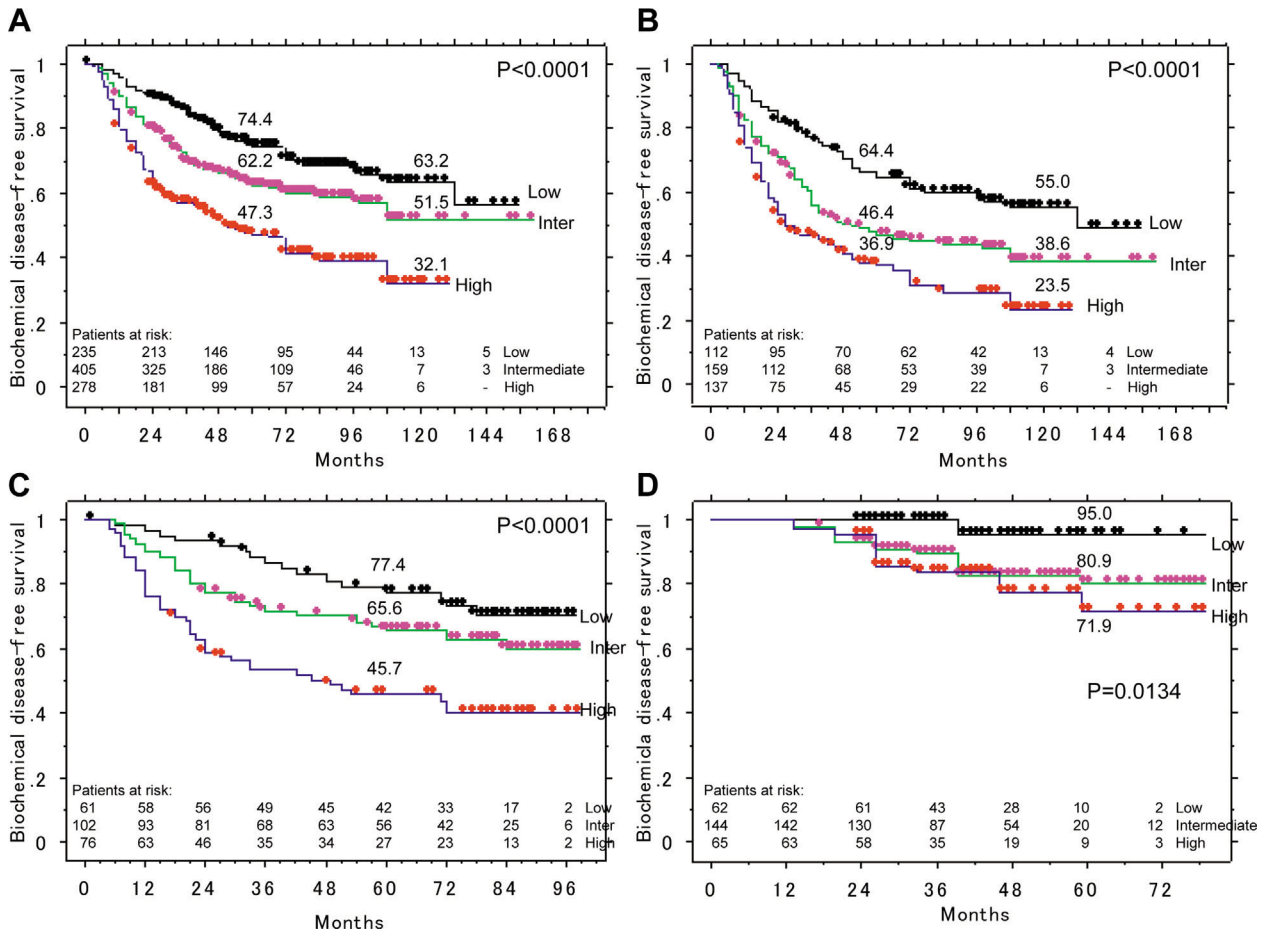 A
Biochemical disease-free survival
1
.8
.6
.4
.2
0
P<0.0001
74.4
62.2
47.3
63.2
51.5
32.1
Low
Inter
High
Patients at risk:
235 213 146 95 44 13 5 Low
405 325 186 109 46 7 3 Intermediate
278 181 99 57 24 6 - High
0 24 48 72 96 120 144 168
Months
B
Biochemical disease-free survival
1
.8
.6
.4
.2
0
P<0.0001
64.4
46.4
36.9
55.0
38.6
23.5
Low
Inter
High
Patients at risk:
112 95 70 62 42 13 4 Low
159 112 68 53 39 7 3 Intermediate
137 75 45 29 22 6 - High
0 24 48 72 96 120 144 168
Months
C
Biochemical disease-free survival
1
.8
.6
.4
.2
0
P<0.0001
77.4
65.6
45.7
Low
Inter
High
Patients at risk:
61 58 56 49 45 42 33 17 2 Low
102 93 81 68 63 56 42 25 6 Inter
76 63 46 35 34 27 23 13 2 High
0 12 24 36 48 60 72 84 96
Months
D
Biochemicla disease-free survival
1
.8
.6
.4
.2
0
95.0
80.9
71.9
Low
Inter
High
P=0.0134
Patients at risk:
62 62 61 43 28 10 2 Low
144 142 130 87 54 20 12 Intermediate
65 63 58 35 19 9 3 High
0 12 24 36 48 60 72
Months